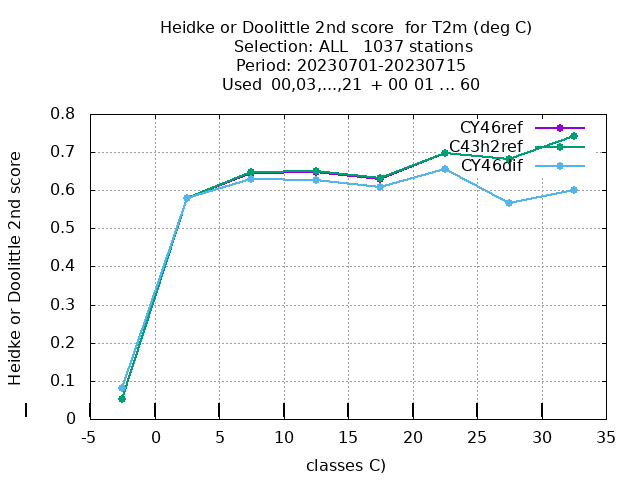 Heidke or Doolittle 2nd score  for T2m (deg C)
Selection: ALL   1037 stations
Period: 20230701-20230715
Used  00,03,...,21  + 00 01 ... 60
Heidke or Doolittle 2nd score
0.8
0.7
0.6
0.5
0.4
0.3
0.2
0.1
0
CY46ref
C43h2ref
CY46dif
-5
0
5
10
15
20
25
30
35
classes C)